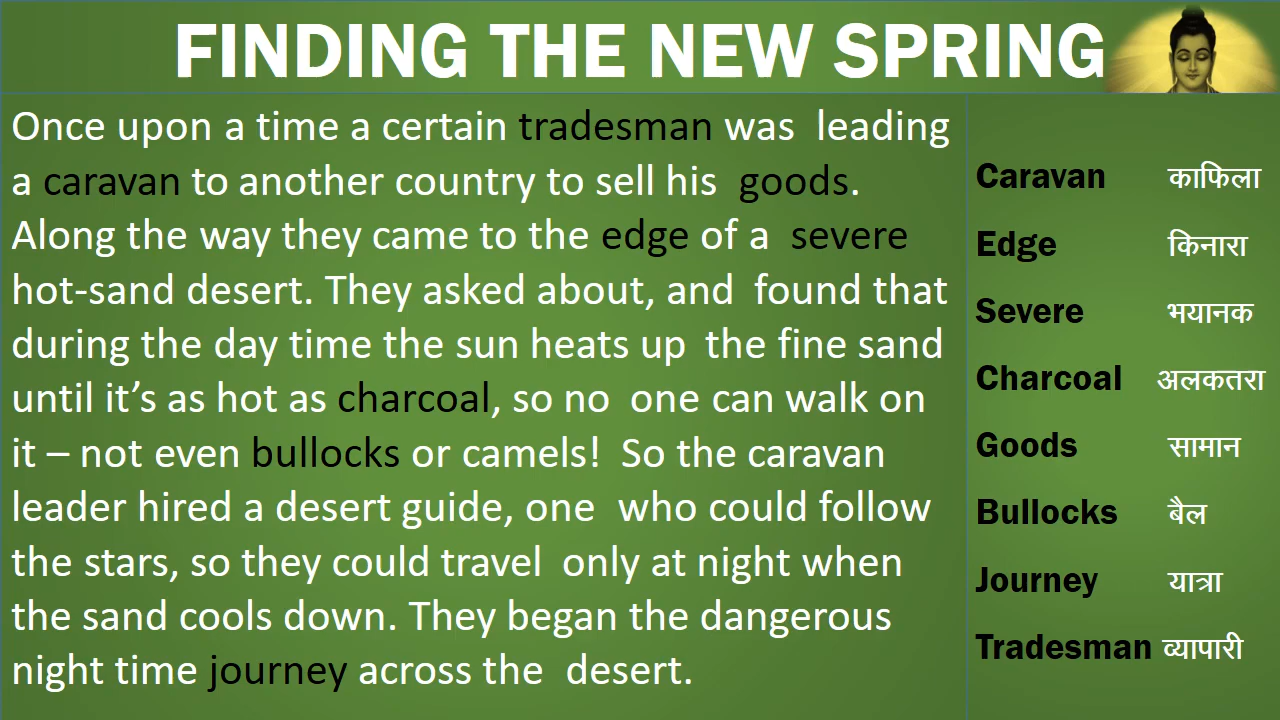 FINDING THE NEW SPRING
Once upon a time a certain tradesman was leading
a caravan to another country to sell his goods.
Along the way they came to the edge of a severe
hot-sand desert. They asked about, and found that
during the day time the sun heats up the fine sand
until it’s as hot as charcoal, so no one can walk on
it – not even bullocks or camels! So the caravan
leader hired a desert guide, one who could follow
the stars, so they could travel only at night when
the sand cools down. They began the dangerous
night time journey across the desert.
Caravan काफिला
Edge किनारा
Severe भयानक
Charcoal अलकतरा
Goods सामान
Bullocks बैल
Journey यात्रा
Tradesman व्यापारी